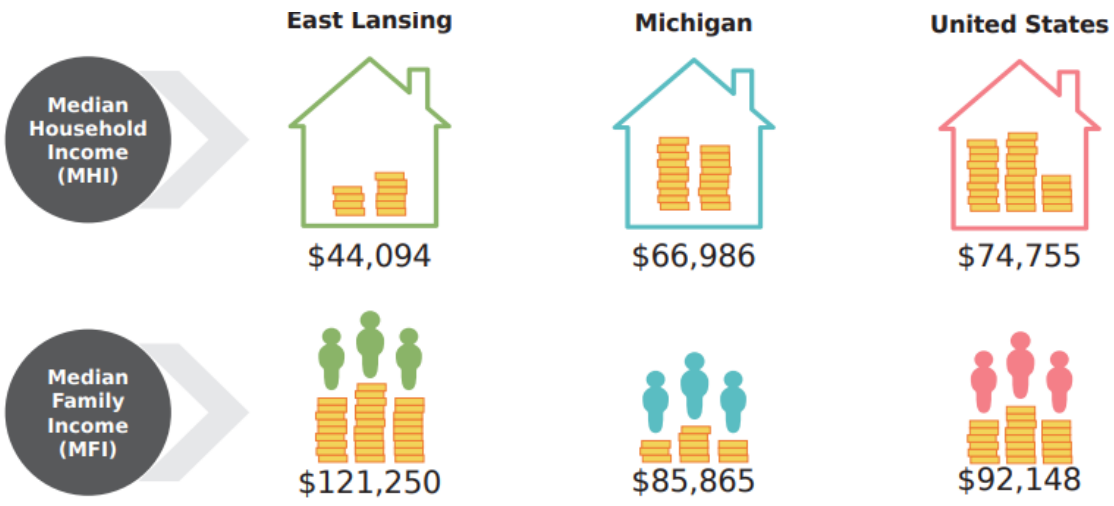 East Lansing
Michigan
United States
Median
Household
Income
(MHI)
$44,094
$66,986
$74,755
Median
Family
Income
(MFI)
$121,250
$85,865
$92,148